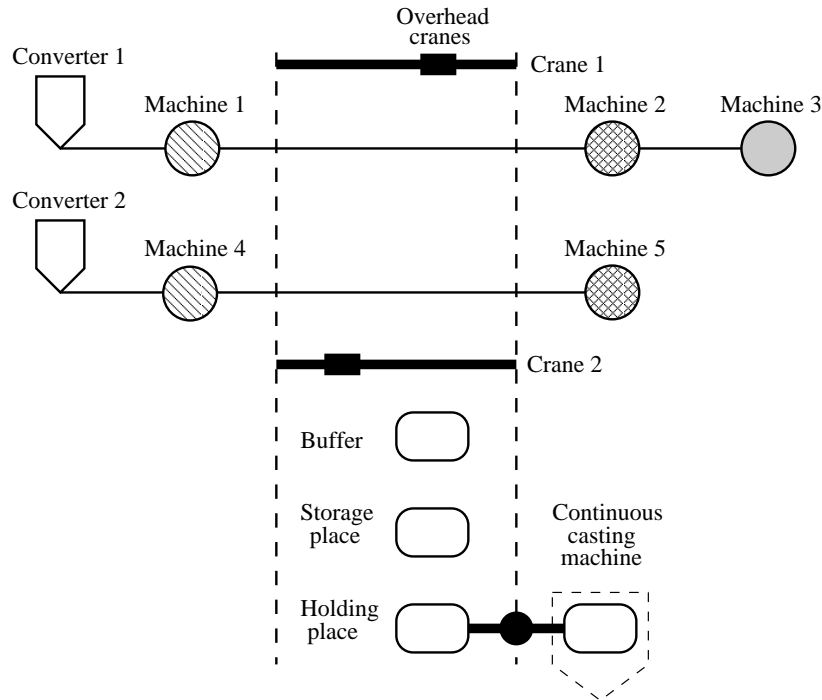 Overhead
cranes
Converter 1
Crane 1
Machine 1
Machine 2
Machine 3
Converter 2
Machine 4
Machine 5
Crane 2
Buffer
Storage
place
Continuous
casting
machine
Holding
place